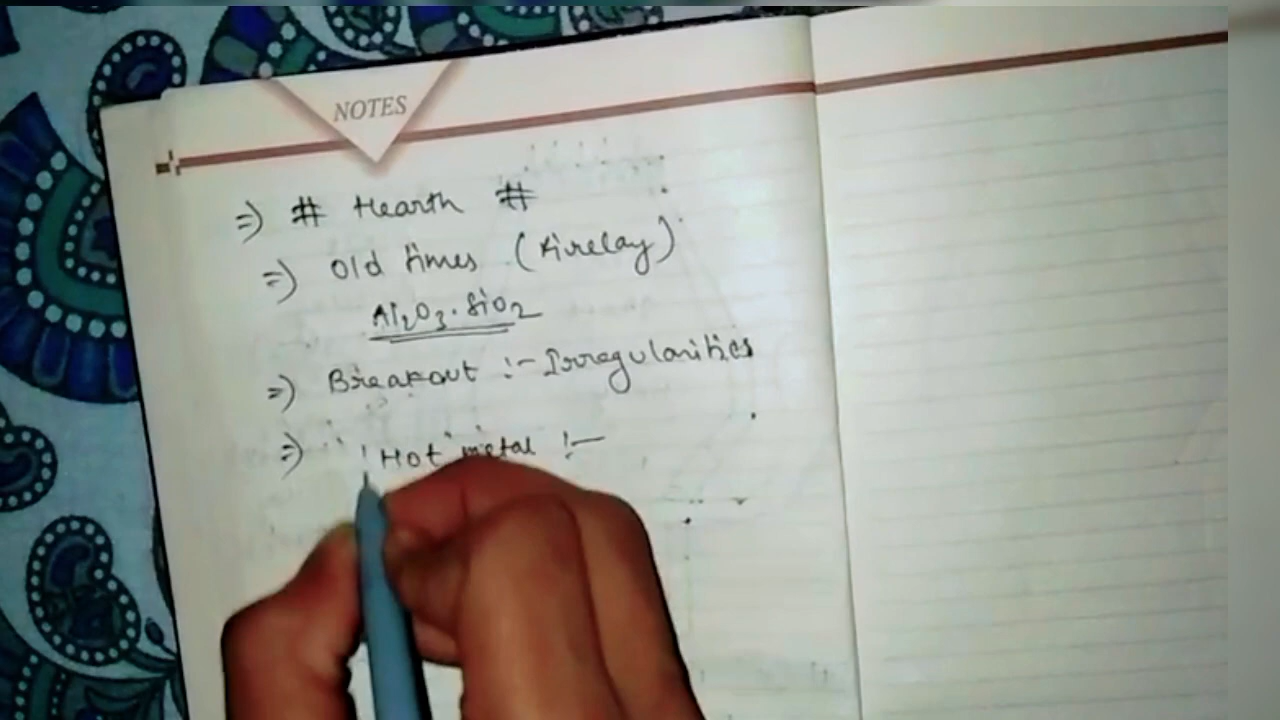 NOTES
=) # Hearth #
=) Old times (Fireclay)
Al2O3.SiO2
=) Breakout :- Irregularities
=) Hot metal :-